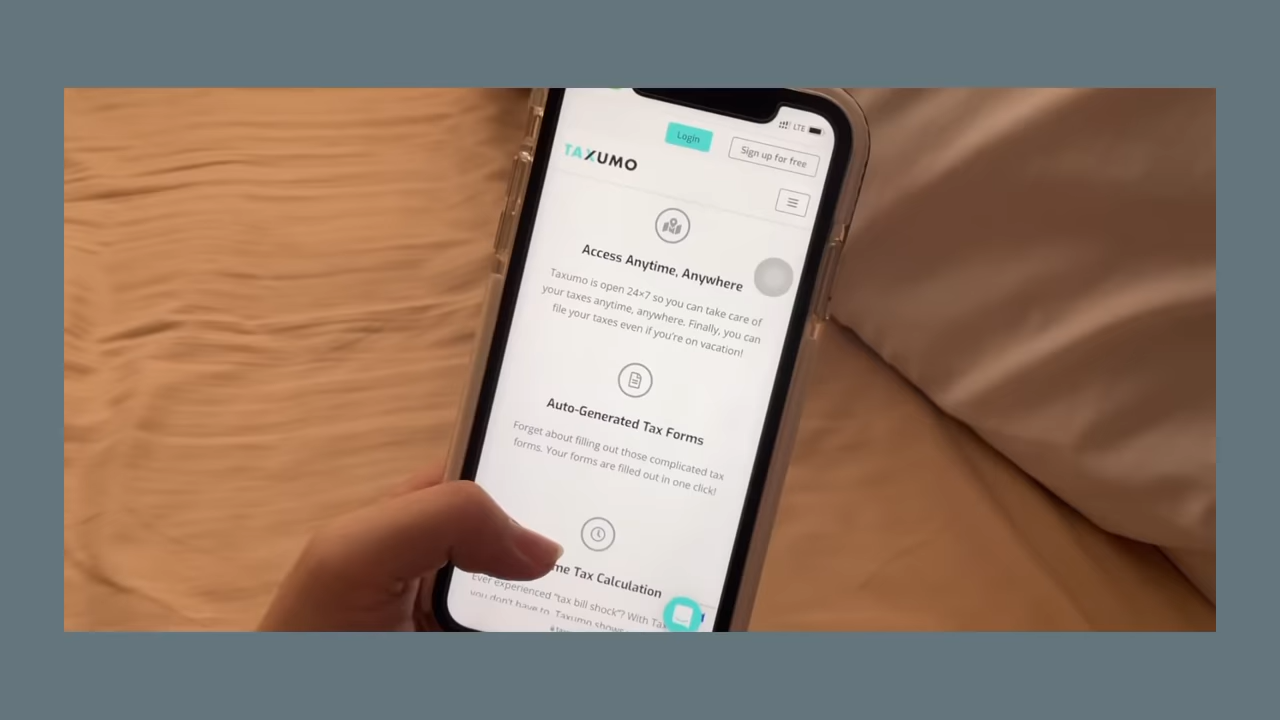 LTE
Login
Sign up for free
TAXUMO
Access Anytime, Anywhere
Taxumo is open 24×7 so you can take care of
your taxes anytime, anywhere. Finally, you can
file your taxes even if you're on vacation!
Auto-Generated Tax Forms
Forget about filling out those complicated tax
forms. Your forms are filled out in one click!
Tax Calculation
Ever experienced "tax bill shock"? With
you don't have to. Taxumo shows